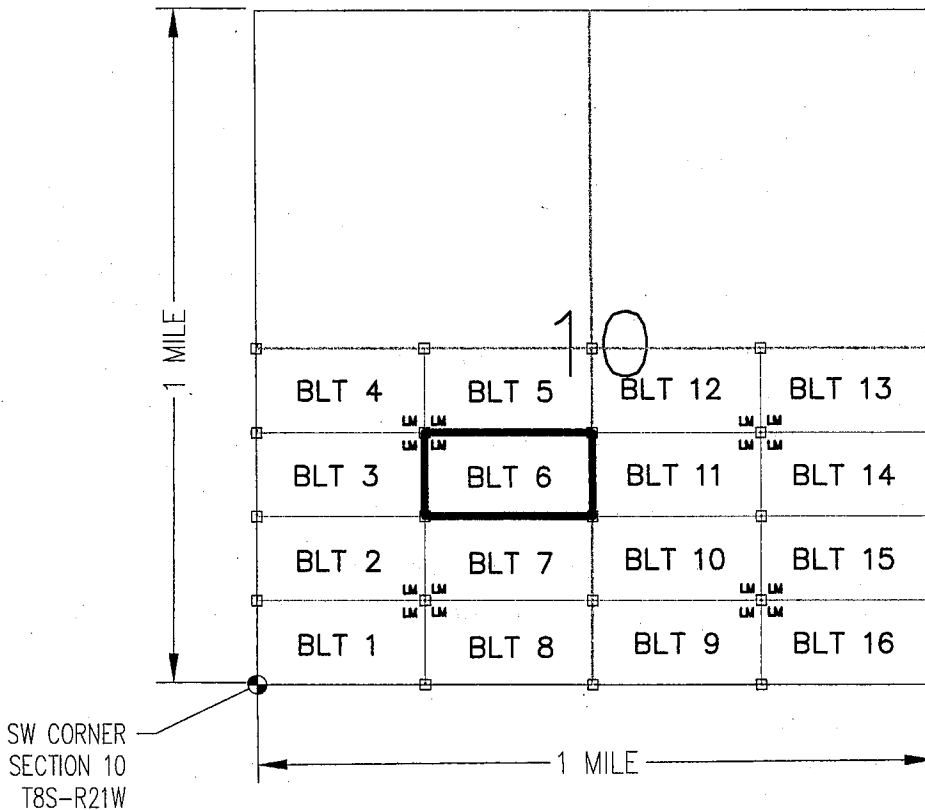 1 MILE
10
BLT 4 BLT 5 BLT 12 BLT 13
LM LM LM LM
LM LM LM LM
BLT 3 BLT 6 BLT 11 BLT 14
BLT 2 BLT 7 BLT 10 BLT 15
LM LM LM LM
LM LM LM LM
BLT 1 BLT 8 BLT 9 BLT 16
SW CORNER
SECTION 10
T8S-R21W
1 MILE